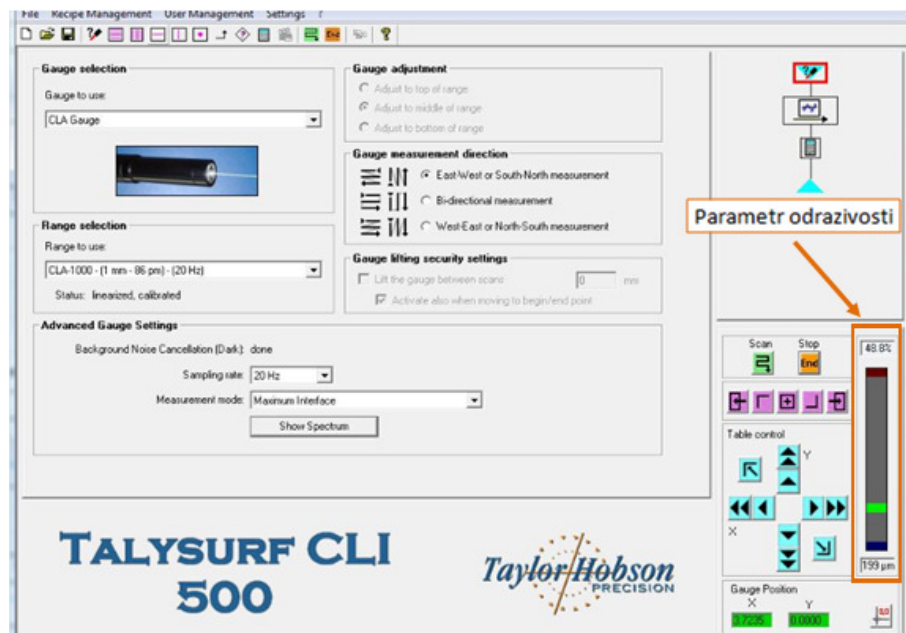 File Recipe Management User Management Settings ?
Gauge selection
Gauge to use:
CLA Gauge
Range selection
Range to use:
CLA-1000 - (1 mm - 86 pm) - (20 Hz)
Status: linearized, calibrated
Gauge adjustment
Adjust to top of range
Adjust to middle of range
Adjust to bottom of range
Gauge measurement direction
East-West or South-North measurement
Bi-directional measurement
West-East or North-South measurement
Gauge lifting security settings
Lift the gauge between scans 0 mm
Activate also when moving to begin/end point
Advanced Gauge Settings
Background Noise Cancellation (Dark): done
Sampling rate: 20 Hz
Measurement mode: Maximum Interface
Show Spectrum
TALYSURF CLI
500
Taylor Hobson
PRECISION
Parametr odrazivosti
Scan Stop
End
48.8%
Table control
Y
X
199 µm
Gauge Position
X Y
3.7235 0.0000